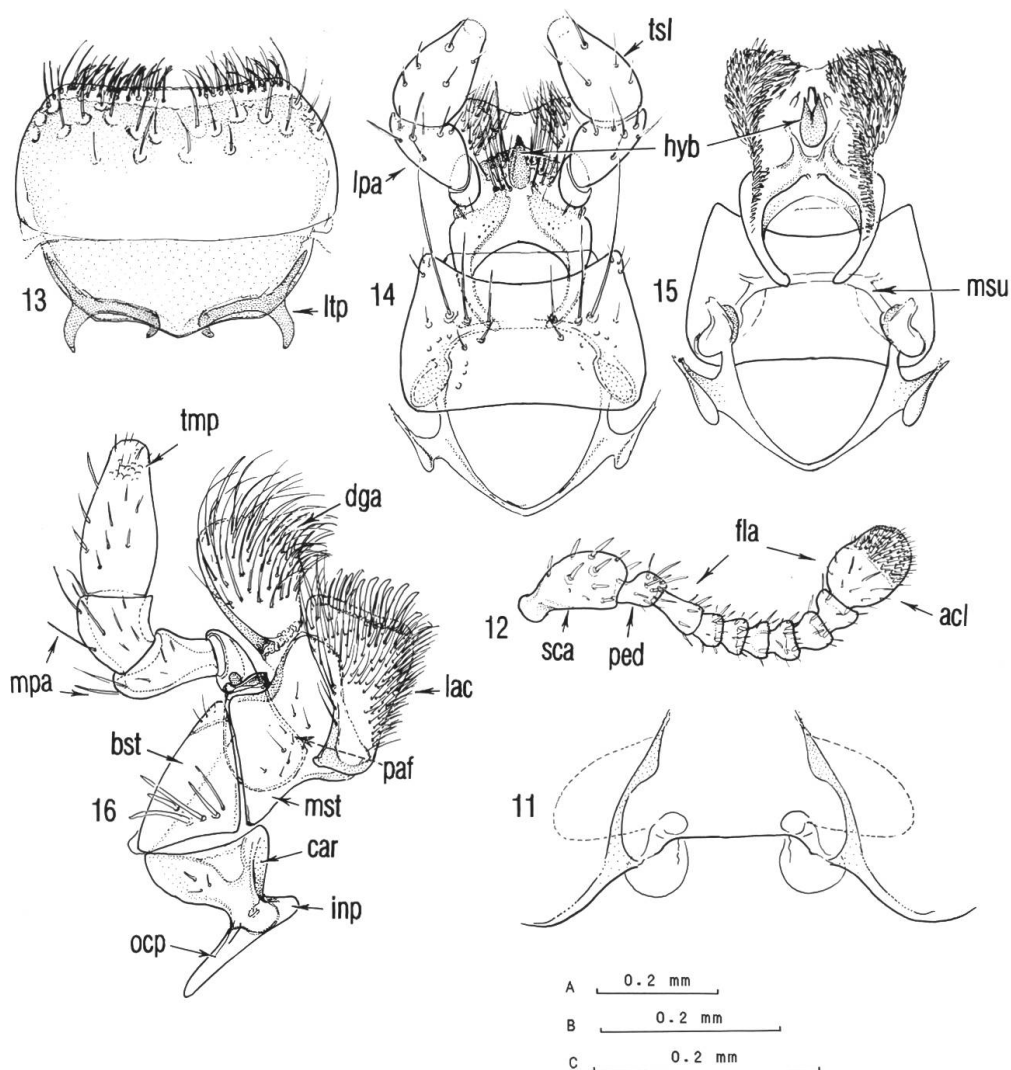 tsl
hyb
lpa
13
14
15
ltp
msu
tmp
dga
fla
12
sca
ped
acl
mpa
lac
bst
paf
16
mst
11
car
inp
ocp
A 0.2 mm
B 0.2 mm
C 0.2 mm